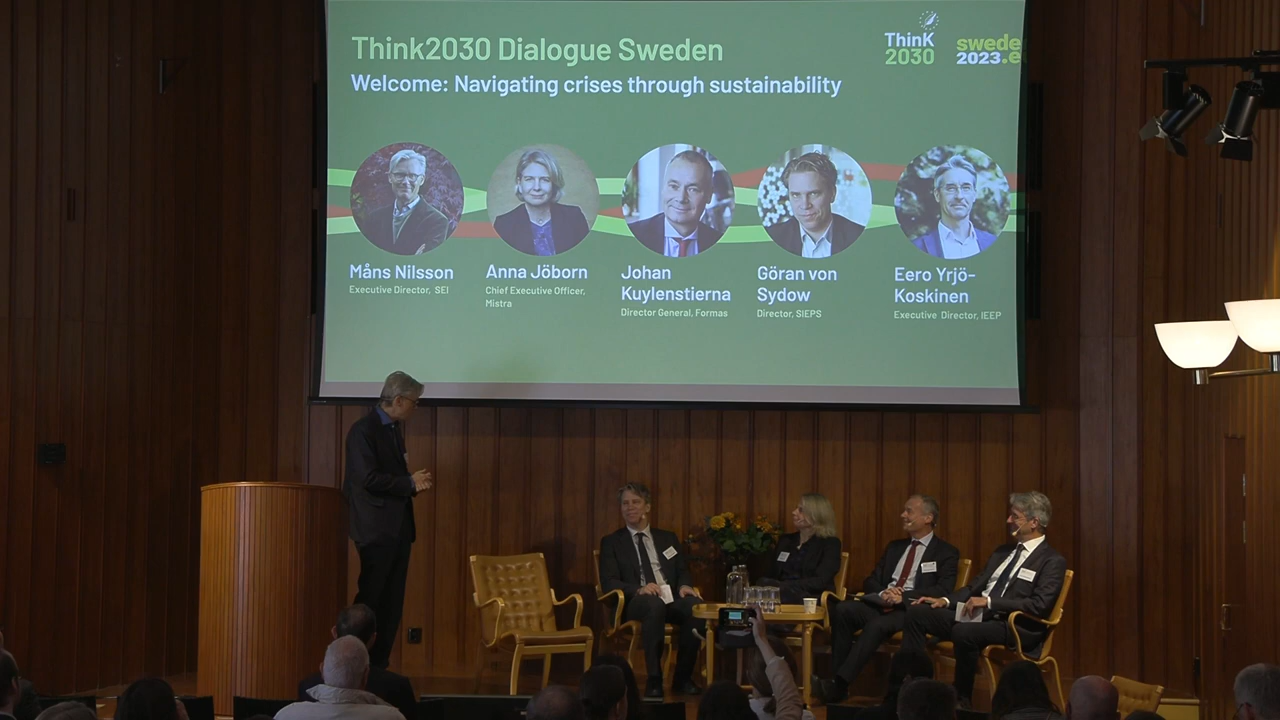 Think2030 Dialogue Sweden
Welcome: Navigating crises through sustainability
ThinK
2030
swede
2023.e
Måns Nilsson
Executive Director, SEI
Anna Jöborn
Chief Executive Officer,
Mistra
Johan
Kuylenstierna
Director General, Formas
Göran von
Sydow
Director, SIEPS
Eero Yrjö-
Koskinen
Executive Director, IEEP